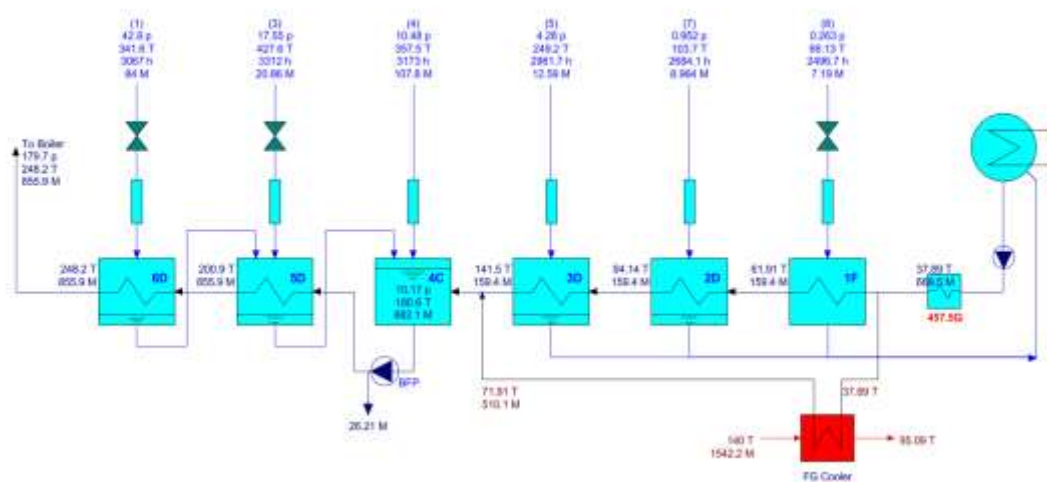 (1)
42.8 p
341.6 T
3067 h
84 M
(3)
17.55 p
427.6 T
3312 h
20.86 M
(4)
10.48 p
357.5 T
3173 h
107.8 M
(5)
4.28 p
249.2 T
2961.7 h
12.59 M
(7)
0.952 p
103.7 T
2684.1 h
8.964 M
(8)
0.263 p
66.13 T
2496.7 h
7.19 M
To Boiler
179.7 p
248.2 T
855.9 M
248.2 T
855.9 M
6D
200.9 T
855.9 M
5D
4C
10.17 p
180.6 T
882.1 M
141.5 T
159.4 M
3D
94.14 T
159.4 M
2D
61.91 T
159.4 M
1F
37.89 T
669.5 M
457.5G
BFP
26.21 M
71.91 T
510.1 M
37.89 T
140 T
1542.2 M
95.09 T
FG Cooler